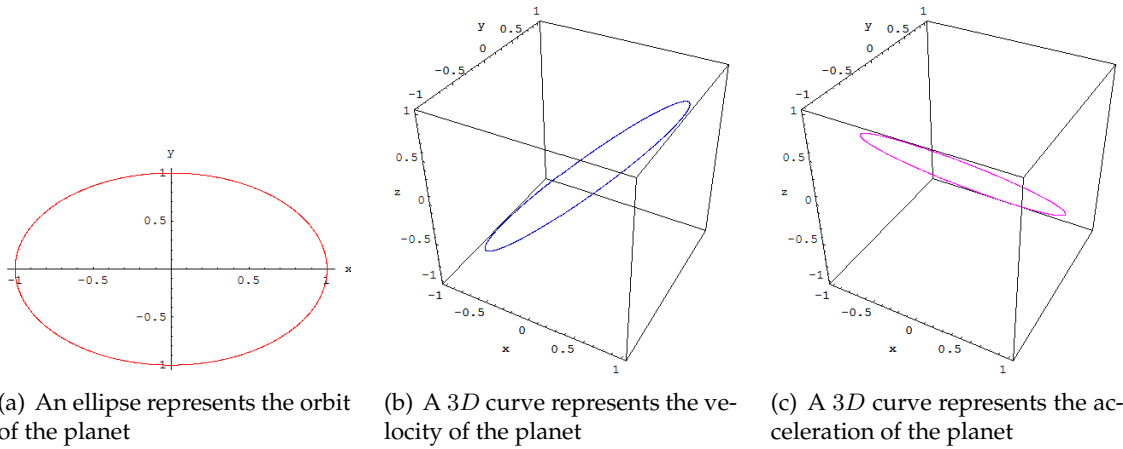 y
1
0.5
-1
-0.5
0.5
1
x
-0.5
1
(a) An ellipse represents the orbit
of the planet
1
y
0.5
0
-0.5
-1
1
0.5
z
0
-0.5
-1
-1
-0.5
0
x
0.5
1
(b) A 3D curve represents the ve-
locity of the planet
1
y
0.5
0
-0.5
-1
1
0.5
z
0
-0.5
-1
-1
-0.5
0
x
0.5
1
(c) A 3D curve represents the ac-
celeration of the planet